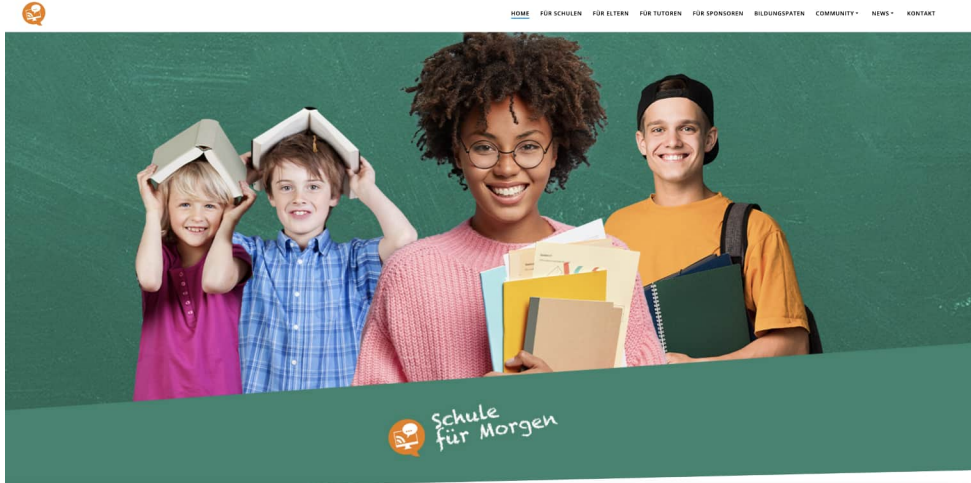 HOME FÜR SCHULEN FÜR ELTERN FÜR TUTOREN FÜR SPONSOREN BILDUNGSPATEN COMMUNITY NEWS KONTAKT
Schule
für Morgen